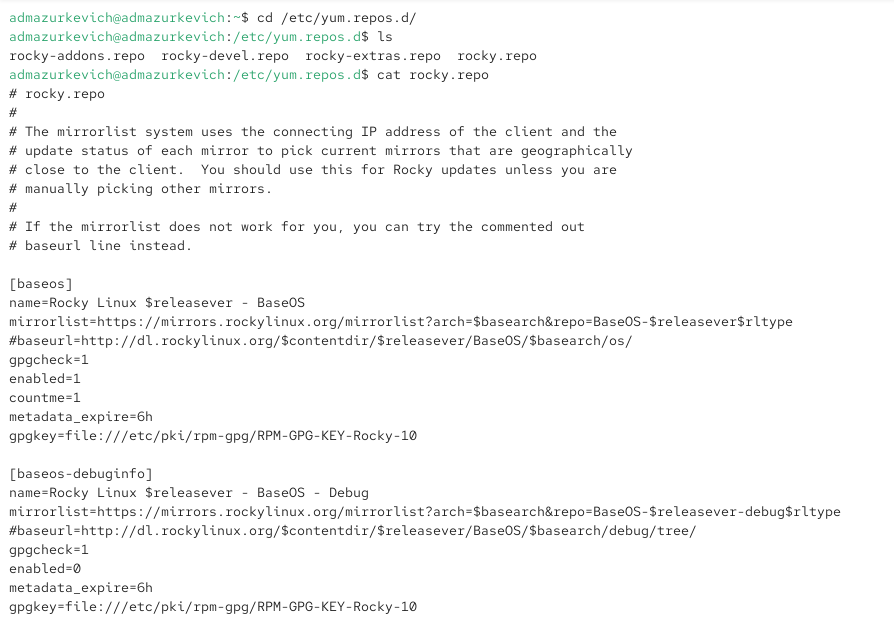 admazurkevich@admazurkevich:~$ cd /etc/yum.repos.d/
admazurkevich@admazurkevich:/etc/yum.repos.d$ ls
rocky-addons.repo  rocky-devel.repo  rocky-extras.repo  rocky.repo
admazurkevich@admazurkevich:/etc/yum.repos.d$ cat rocky.repo
# rocky.repo
#
# The mirrorlist system uses the connecting IP address of the client and the
# update status of each mirror to pick current mirrors that are geographically
# close to the client.  You should use this for Rocky updates unless you are
# manually picking other mirrors.
#
# If the mirrorlist does not work for you, you can try the commented out
# baseurl line instead.

[baseos]
name=Rocky Linux $releasever - BaseOS
mirrorlist=https://mirrors.rockylinux.org/mirrorlist?arch=$basearch&repo=BaseOS-$releasever$rltype
#baseurl=http://dl.rockylinux.org/$contentdir/$releasever/BaseOS/$basearch/os/
gpgcheck=1
enabled=1
countme=1
metadata_expire=6h
gpgkey=file:///etc/pki/rpm-gpg/RPM-GPG-KEY-Rocky-10

[baseos-debuginfo]
name=Rocky Linux $releasever - BaseOS - Debug
mirrorlist=https://mirrors.rockylinux.org/mirrorlist?arch=$basearch&repo=BaseOS-$releasever-debug$rltype
#baseurl=http://dl.rockylinux.org/$contentdir/$releasever/BaseOS/$basearch/debug/tree/
gpgcheck=1
enabled=0
metadata_expire=6h
gpgkey=file:///etc/pki/rpm-gpg/RPM-GPG-KEY-Rocky-10